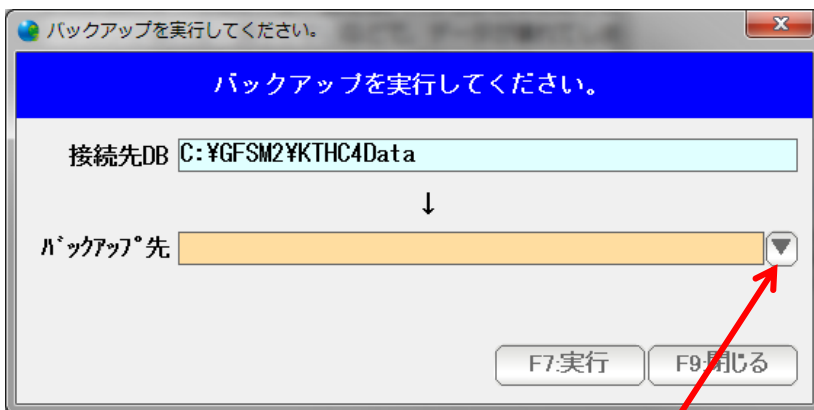 バックアップを実行してください。
バックアップを実行してください。
接続先DB C:¥GFSM2¥KTHC4Data
↓
ﾊﾞｯｸｱｯﾌﾟ先
F7:実行 F9:閉じる